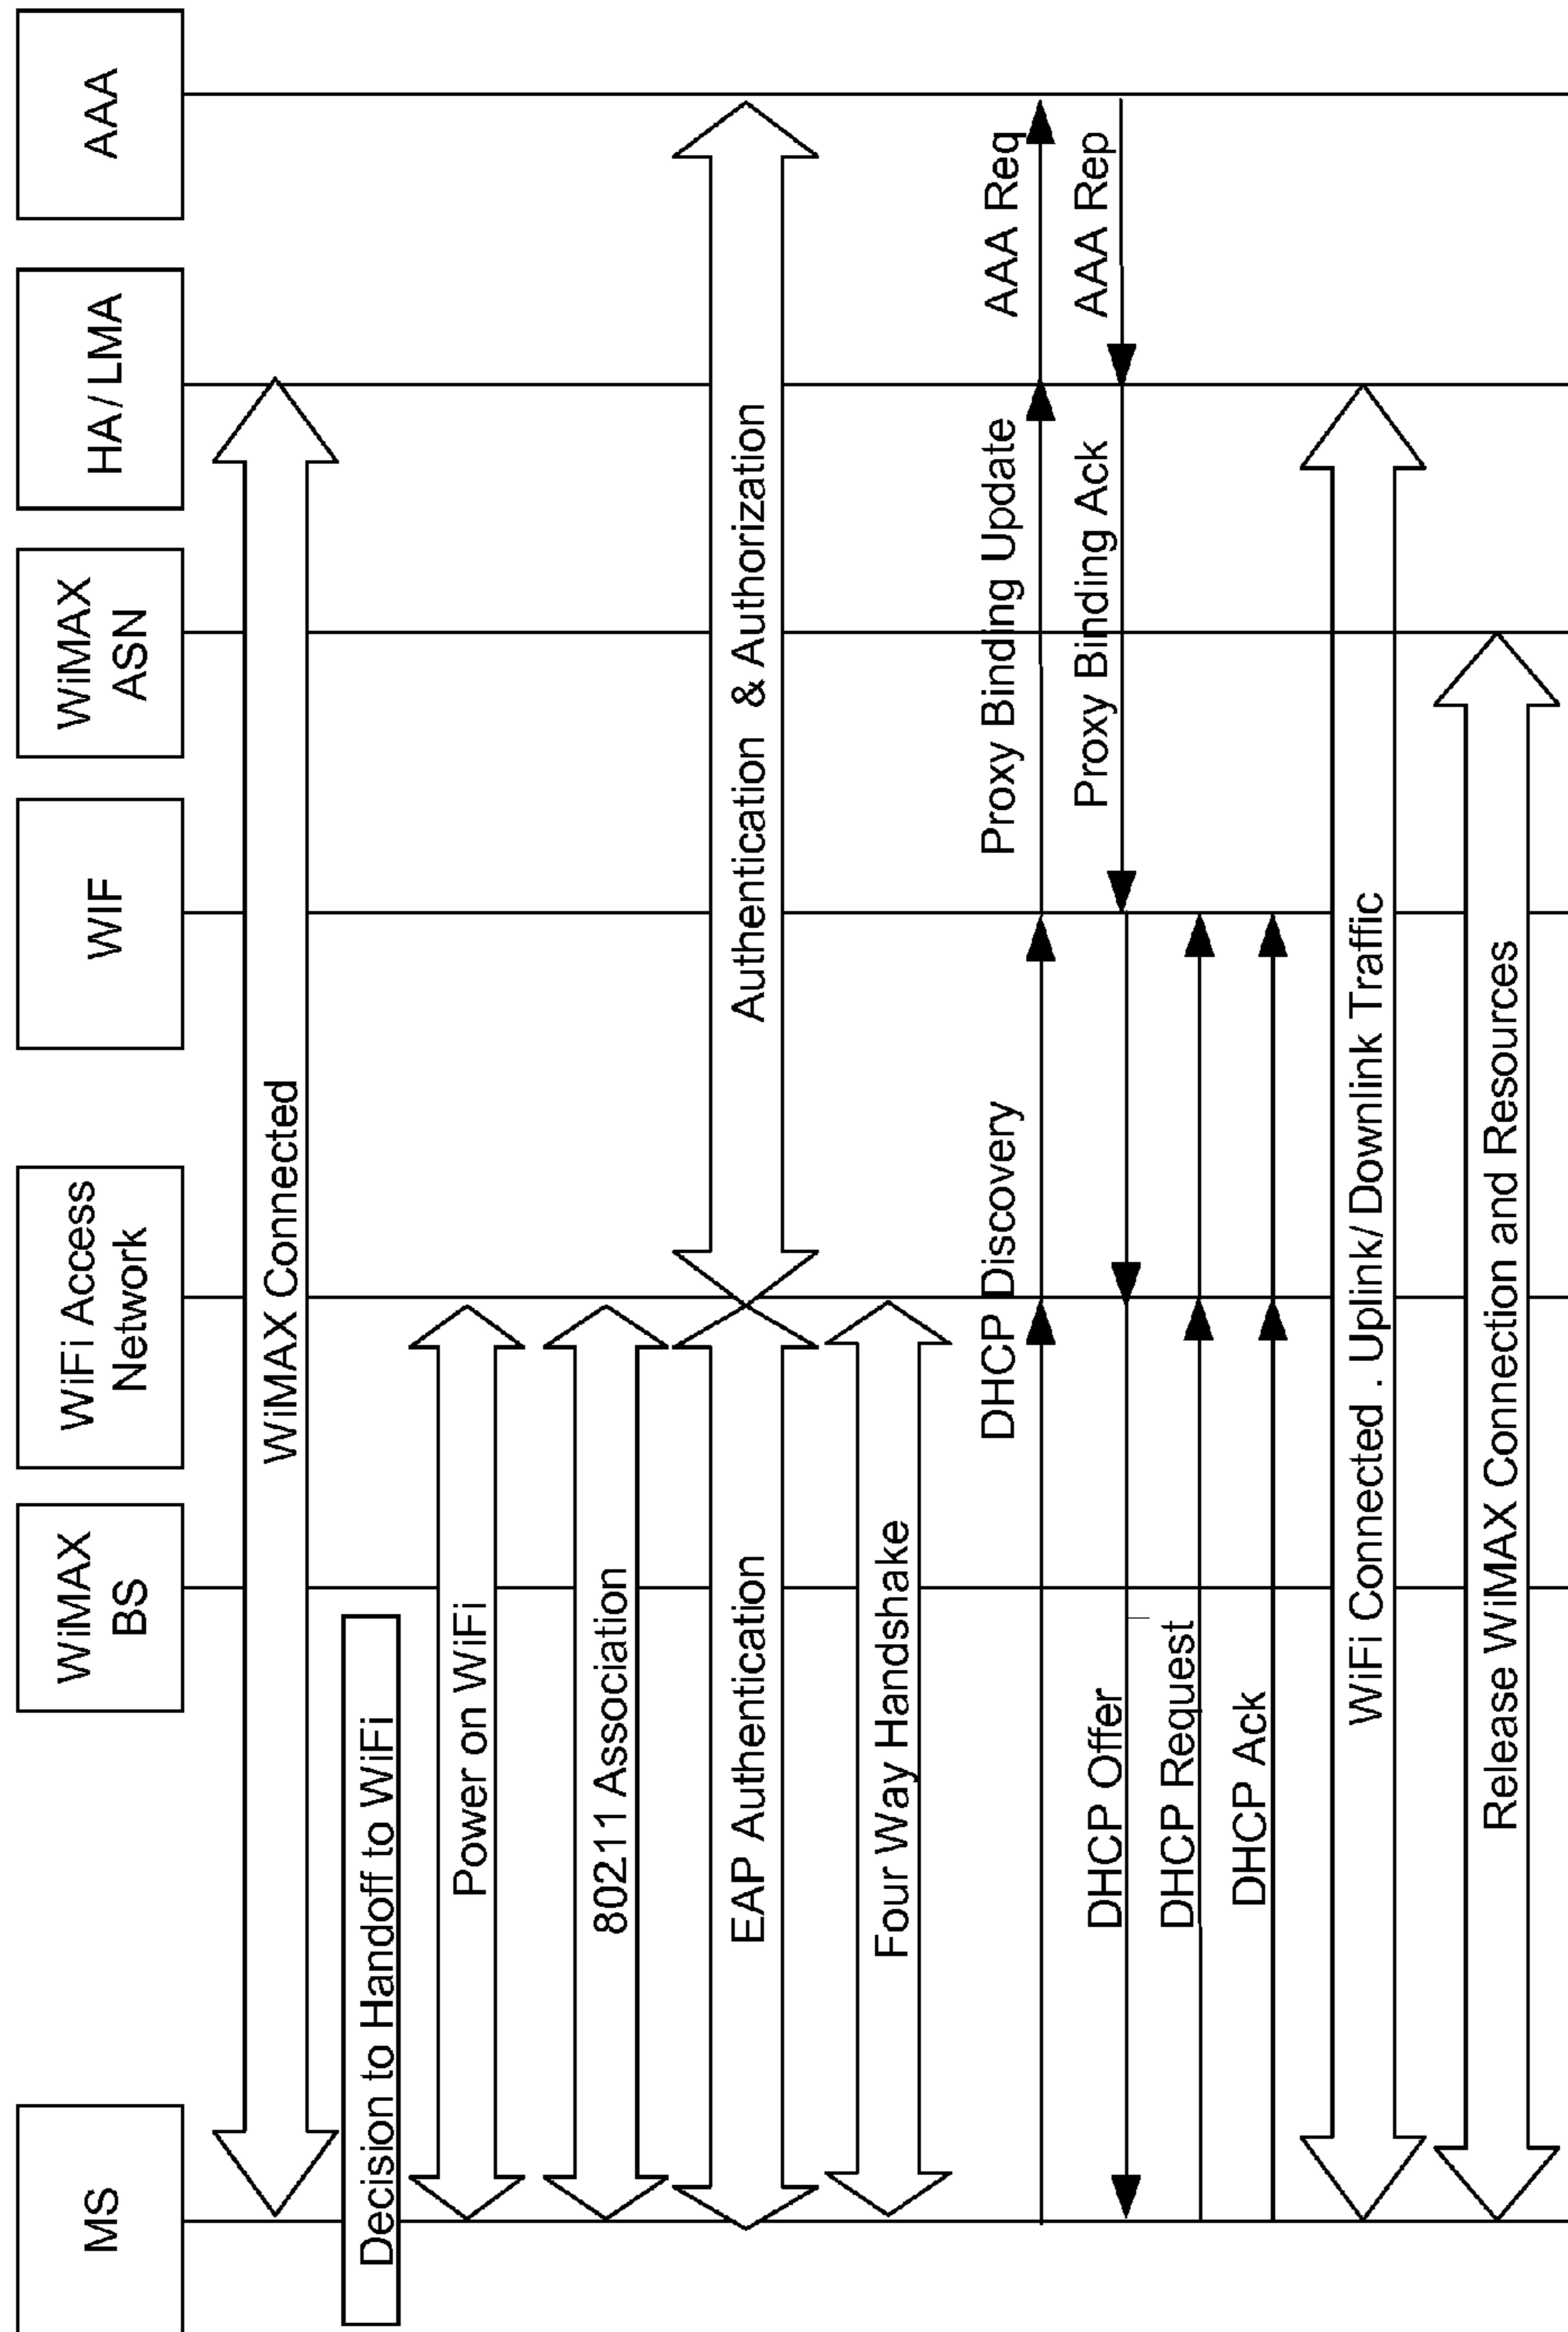 MS
WiMAX
BS
WiFi Access
Network
WIF
WiMAX
ASN
HA / LMA
AAA
WiMAX Connected
Decision to Handoff to WiFi
Power on WiFi
80211 Association
EAP Authentication
Authentication & Authorization
Four Way Handshake
DHCP Discovery
Proxy Binding Update
AAA Req
DHCP Offer
Proxy Binding Ack
AAA Rep
DHCP Request
DHCP Ack
WiFi Connected . Uplink/ Downlink Traffic
Release WiMAX Connection and Resources